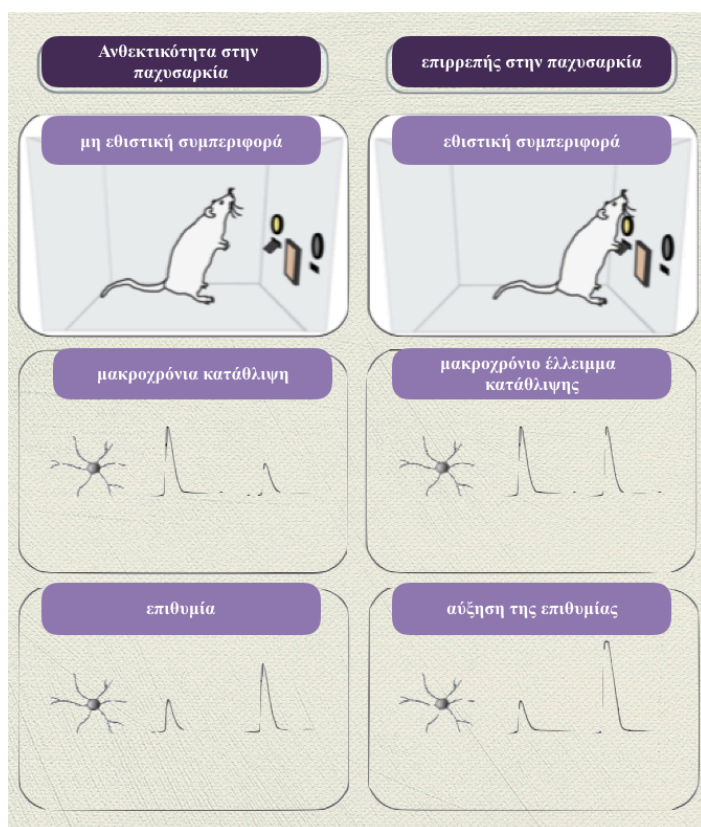 Ανθεκτικότητα στην
παχυσαρκία
επιρρεπής στην παχυσαρκία
μη εθιστική συμπεριφορά
εθιστική συμπεριφορά
μακροχρόνια κατάθλιψη
μακροχρόνιο έλλειμμα
κατάθλιψης
επιθυμία
αύξηση της επιθυμίας